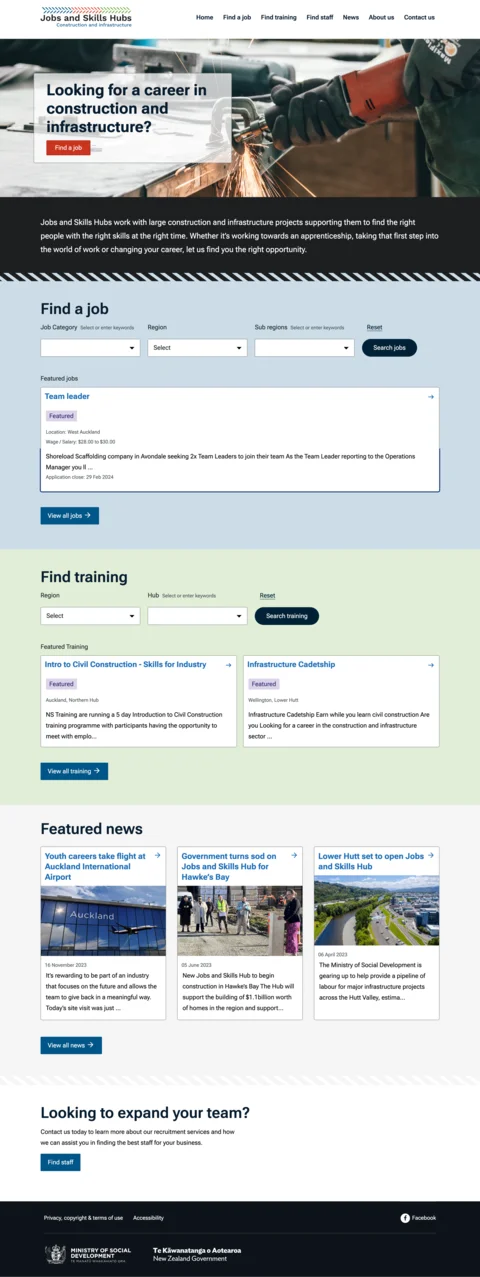 Jobs and Skills Hubs
Construction and Infrastructure
Home Find a job Find training Find staff News About us Contact us
Looking for a career in
construction and
infrastructure?
Find a job
Jobs and Skills Hubs work with large construction and infrastructure projects supporting them to find the right
people with the right skills at the right time. Whether it's working towards an apprenticeship, taking that first step into
the world of work or changing your career, let us find you the right opportunity.
Find a job
Job Category Select or enter keywords Region Sub regions Select or enter keywords Reset
Select Search jobs
Featured jobs
Team leader
Featured
Location: West Auckland
Wage / Salary: $28.00 to $30.00
Shoreload Scaffolding company in Avondale seeking 2x Team Leaders to join their team As the Team Leader reporting to the Operations
Manager you ll ...
Application close: 29 Feb 2024
View all jobs
Find training
Region Hub Select or enter keywords Reset
Select Search training
Featured Training
Intro to Civil Construction - Skills for Industry
Featured
Auckland, Northern Hub
NS Training are running a 5 day Introduction to Civil Construction
training programme with participants having the opportunity to
meet with emplo...
Infrastructure Cadetship
Featured
Wellington, Lower Hutt
Infrastructure Cadetship Earn while you learn civil construction Are
you Looking for a career in the construction and infrastructure
sector ...
View all training
Featured news
Youth careers take flight at
Auckland International
Airport
Auckland
16 November 2023
It's rewarding to be part of an industry
that focuses on the future and allows the
team to give back in a meaningful way.
Today's site visit was just ...
Government turns sod on
Jobs and Skills Hub for
Hawke's Bay
05 June 2023
New Jobs and Skills Hub to begin
construction in Hawke's Bay The Hub will
support the building of $1.1billion worth
of homes in the region and support...
Lower Hutt set to open Jobs
and Skills Hub
06 April 2023
The Ministry of Social Development is
gearing up to help provide a pipeline of
labour for major infrastructure projects
across the Hutt Valley, estima...
View all news
Looking to expand your team?
Contact us today to learn more about our recruitment services and how
we can assist you in finding the best staff for your business.
Find staff
Privacy, copyright & terms of use Accessibility Facebook
MINISTRY OF SOCIAL
DEVELOPMENT
TE MANATŪ WHAKAHIATO ORA
Te Kāwanatanga o Aotearoa
New Zealand Government